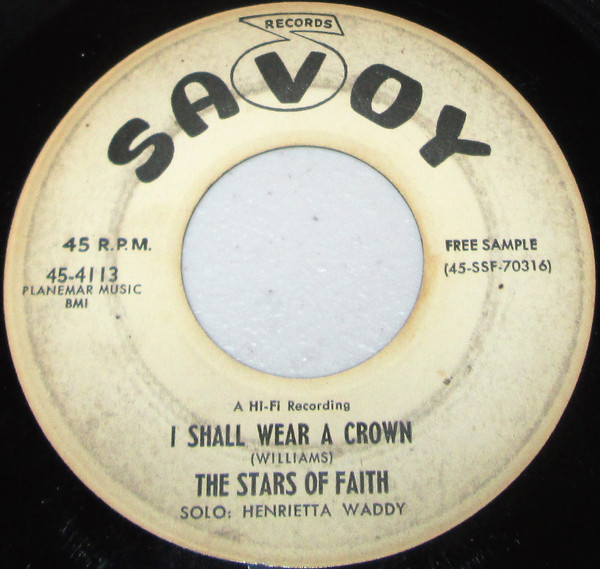 RECORDS
SAVOY
45 R.P.M.
45-4113
PLANEMAR MUSIC
BMI
FREE SAMPLE
(45-SSF-70316)
A Hi-Fi Recording
I SHALL WEAR A CROWN
(WILLIAMS)
THE STARS OF FAITH
SOLO: HENRIETTA WADDY